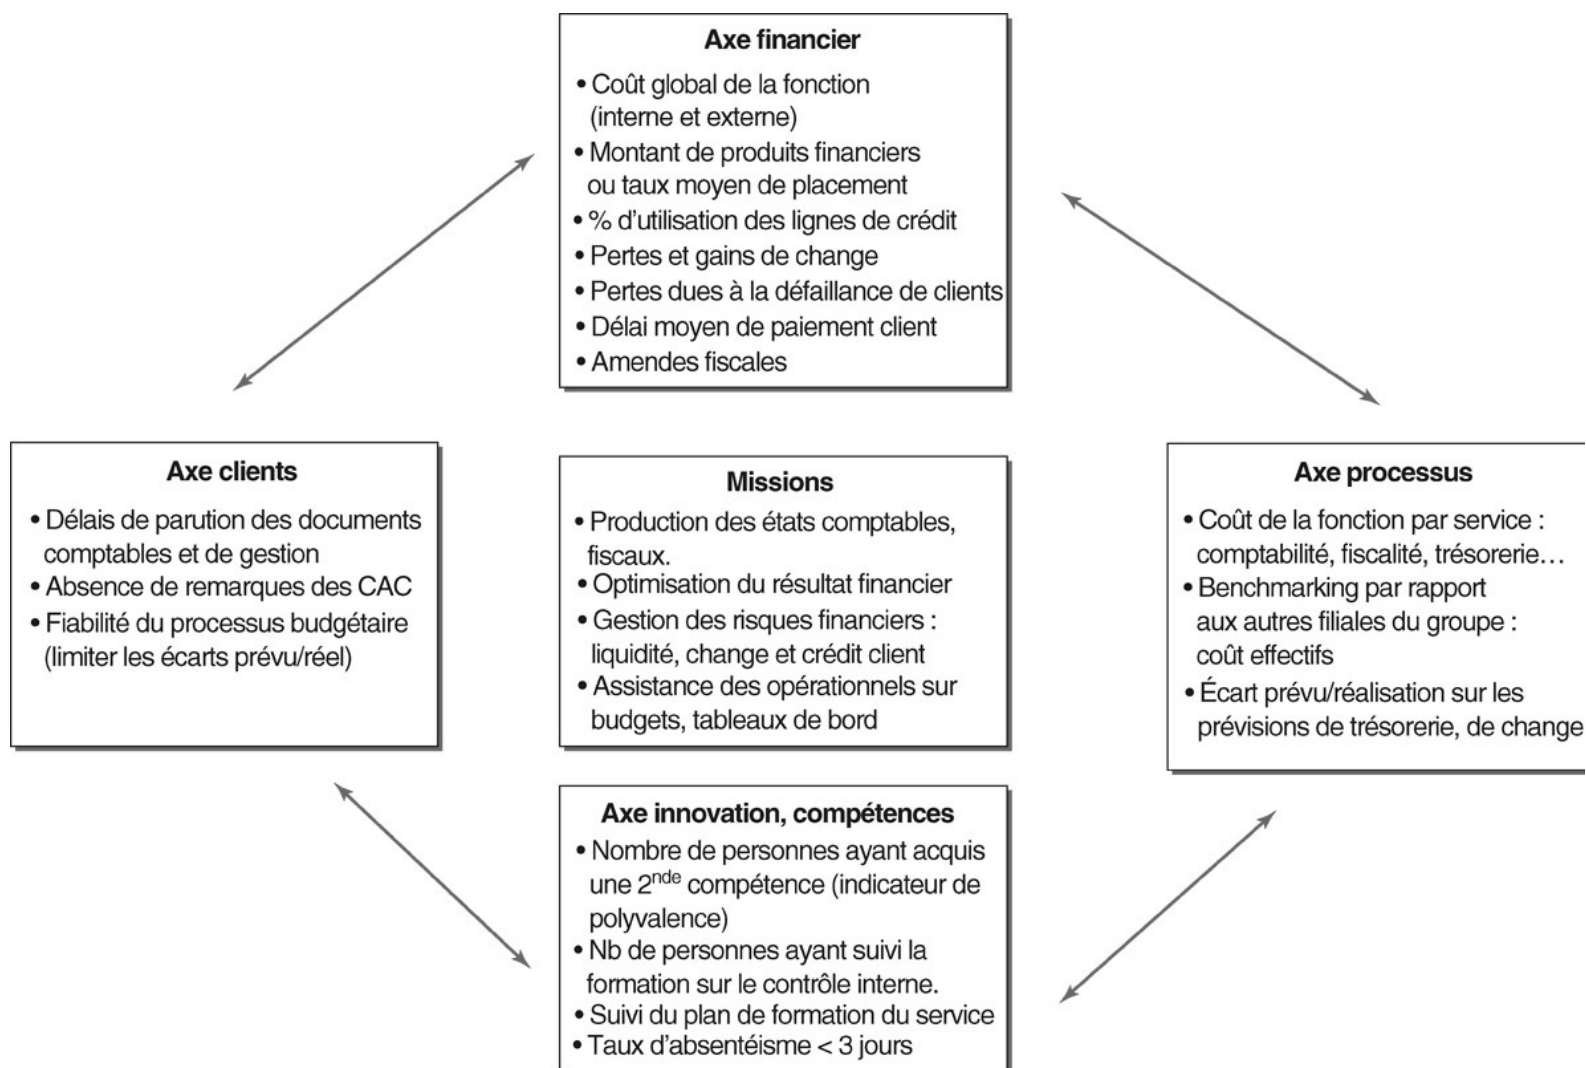 Axe financier
• Coût global de la fonction
(interne et externe)
• Montant de produits financiers
ou taux moyen de placement
• % d’utilisation des lignes de crédit
• Pertes et gains de change
• Pertes dues à la défaillance de clients
• Délai moyen de paiement client
• Amendes fiscales
Axe clients
• Délais de parution des documents
comptables et de gestion
• Absence de remarques des CAC
• Fiabilité du processus budgétaire
(limiter les écarts prévu/réel)
Missions
• Production des états comptables,
fiscaux.
• Optimisation du résultat financier
• Gestion des risques financiers :
liquidité, change et crédit client
• Assistance des opérationnels sur
budgets, tableaux de bord
Axe processus
• Coût de la fonction par service :
comptabilité, fiscalité, trésorerie…
• Benchmarking par rapport
aux autres filiales du groupe :
coût effectifs
• Écart prévu/réalisation sur les
prévisions de trésorerie, de change
Axe innovation, compétences
• Nombre de personnes ayant acquis
une 2nde compétence (indicateur de
polyvalence)
• Nb de personnes ayant suivi la
formation sur le contrôle interne.
• Suivi du plan de formation du service
• Taux d’absentéisme < 3 jours